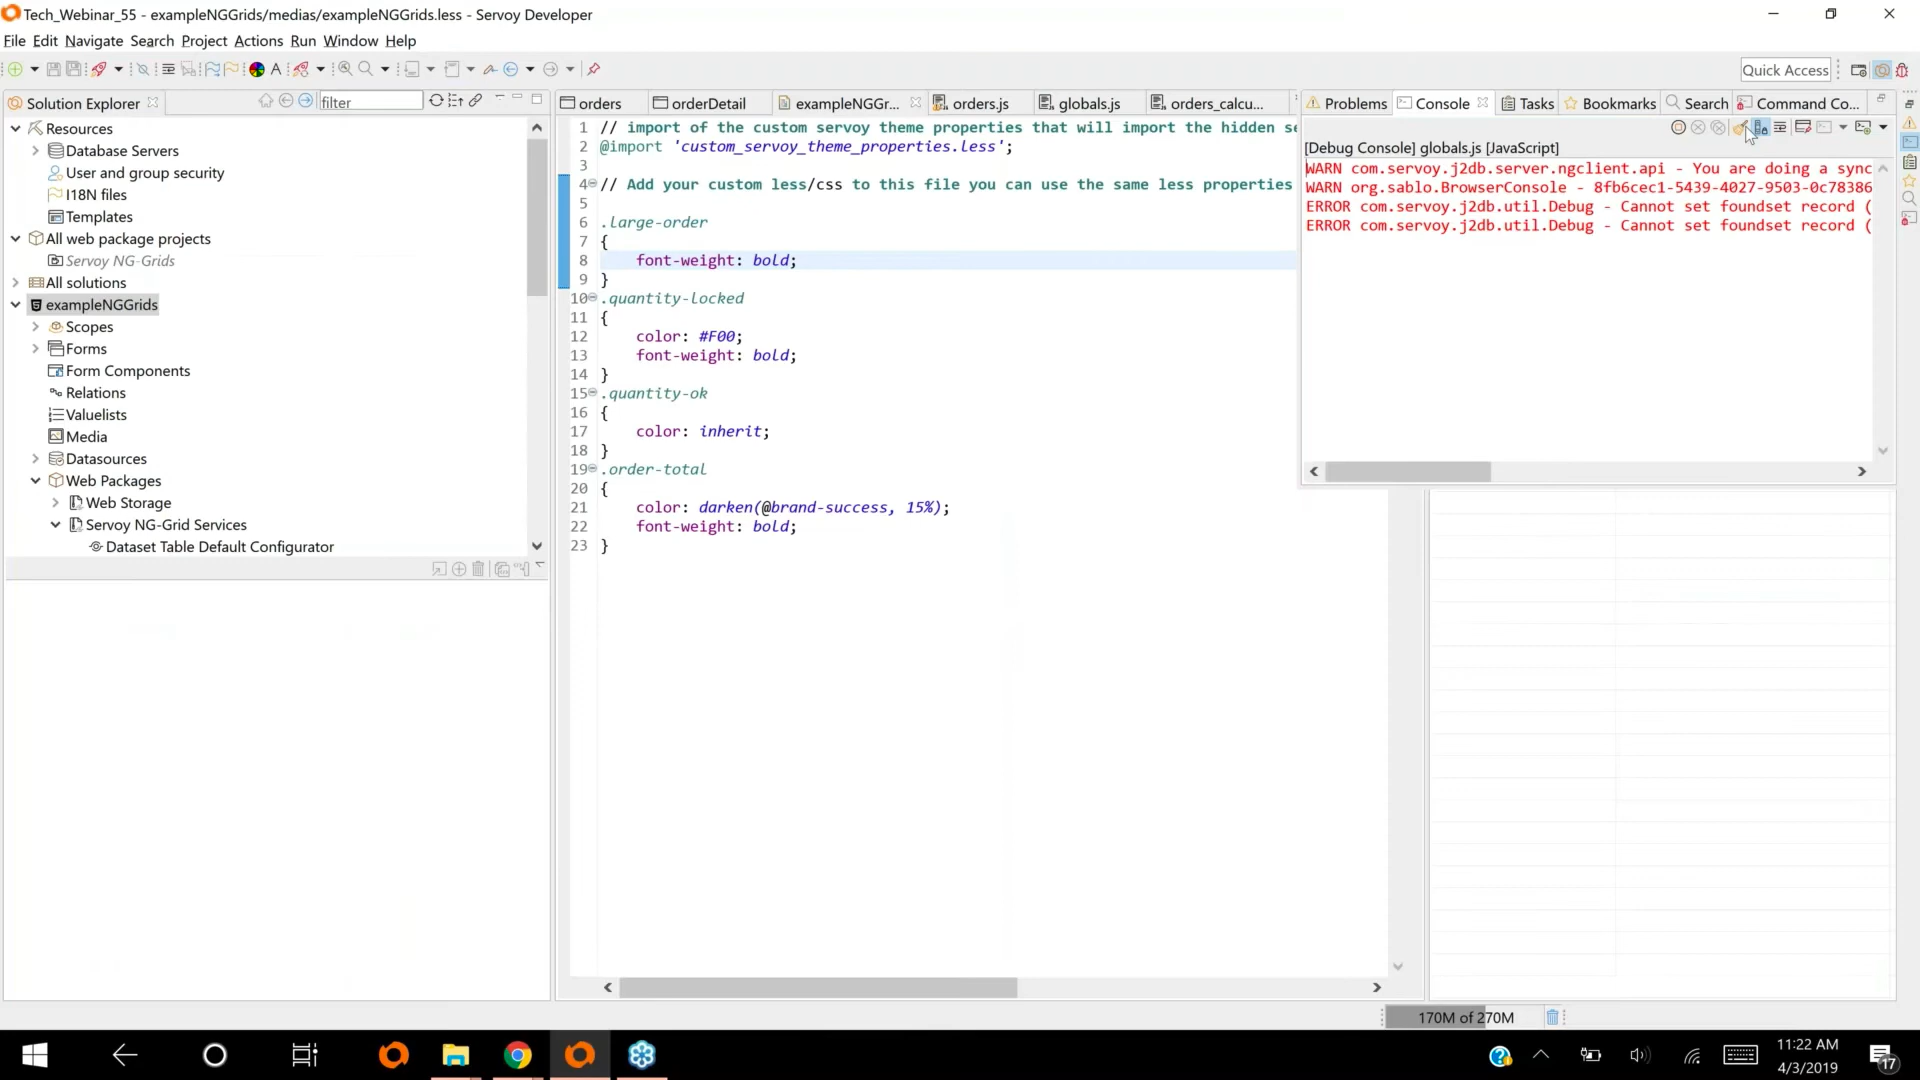 Tech_Webinar_55 - exampleNGGrids/medias/exampleNGGrids.less - Servoy Developer
File Edit Navigate Search Project Actions Run Window Help
Quick Access
Solution Explorer
filter
Resources
Database Servers
User and group security
I18N files
Templates
All web package projects
Servoy NG-Grids
All solutions
exampleNGGrids
Scopes
Forms
Form Components
Relations
Valuelists
Media
Datasources
Web Packages
Web Storage
Servoy NG-Grid Services
Dataset Table Default Configurator
orders orderDetail exampleNGGr... orders.js globals.js orders_calcu...
1 // import of the custom servoy theme properties that will import the hidden se
2 @import 'custom_servoy_theme_properties.less';
3
4 // Add your custom less/css to this file you can use the same less properties
5
6 .large-order
7 {
8 font-weight: bold;
9 }
10 .quantity-locked
11 {
12 color: #F00;
13 font-weight: bold;
14 }
15 .quantity-ok
16 {
17 color: inherit;
18 }
19 .order-total
20 {
21 color: darken(@brand-success, 15%);
22 font-weight: bold;
23 }
Problems Console Tasks Bookmarks Search Command Co...
[Debug Console] globals.js [JavaScript]
WARN com.servoy.j2db.server.ngclient.api - You are doing a sync
WARN org.sablo.BrowserConsole - 8fb6cec1-5439-4027-9503-0c78386
ERROR com.servoy.j2db.util.Debug - Cannot set foundset record (
ERROR com.servoy.j2db.util.Debug - Cannot set foundset record (
170M of 270M
11:22 AM
4/3/2019
17